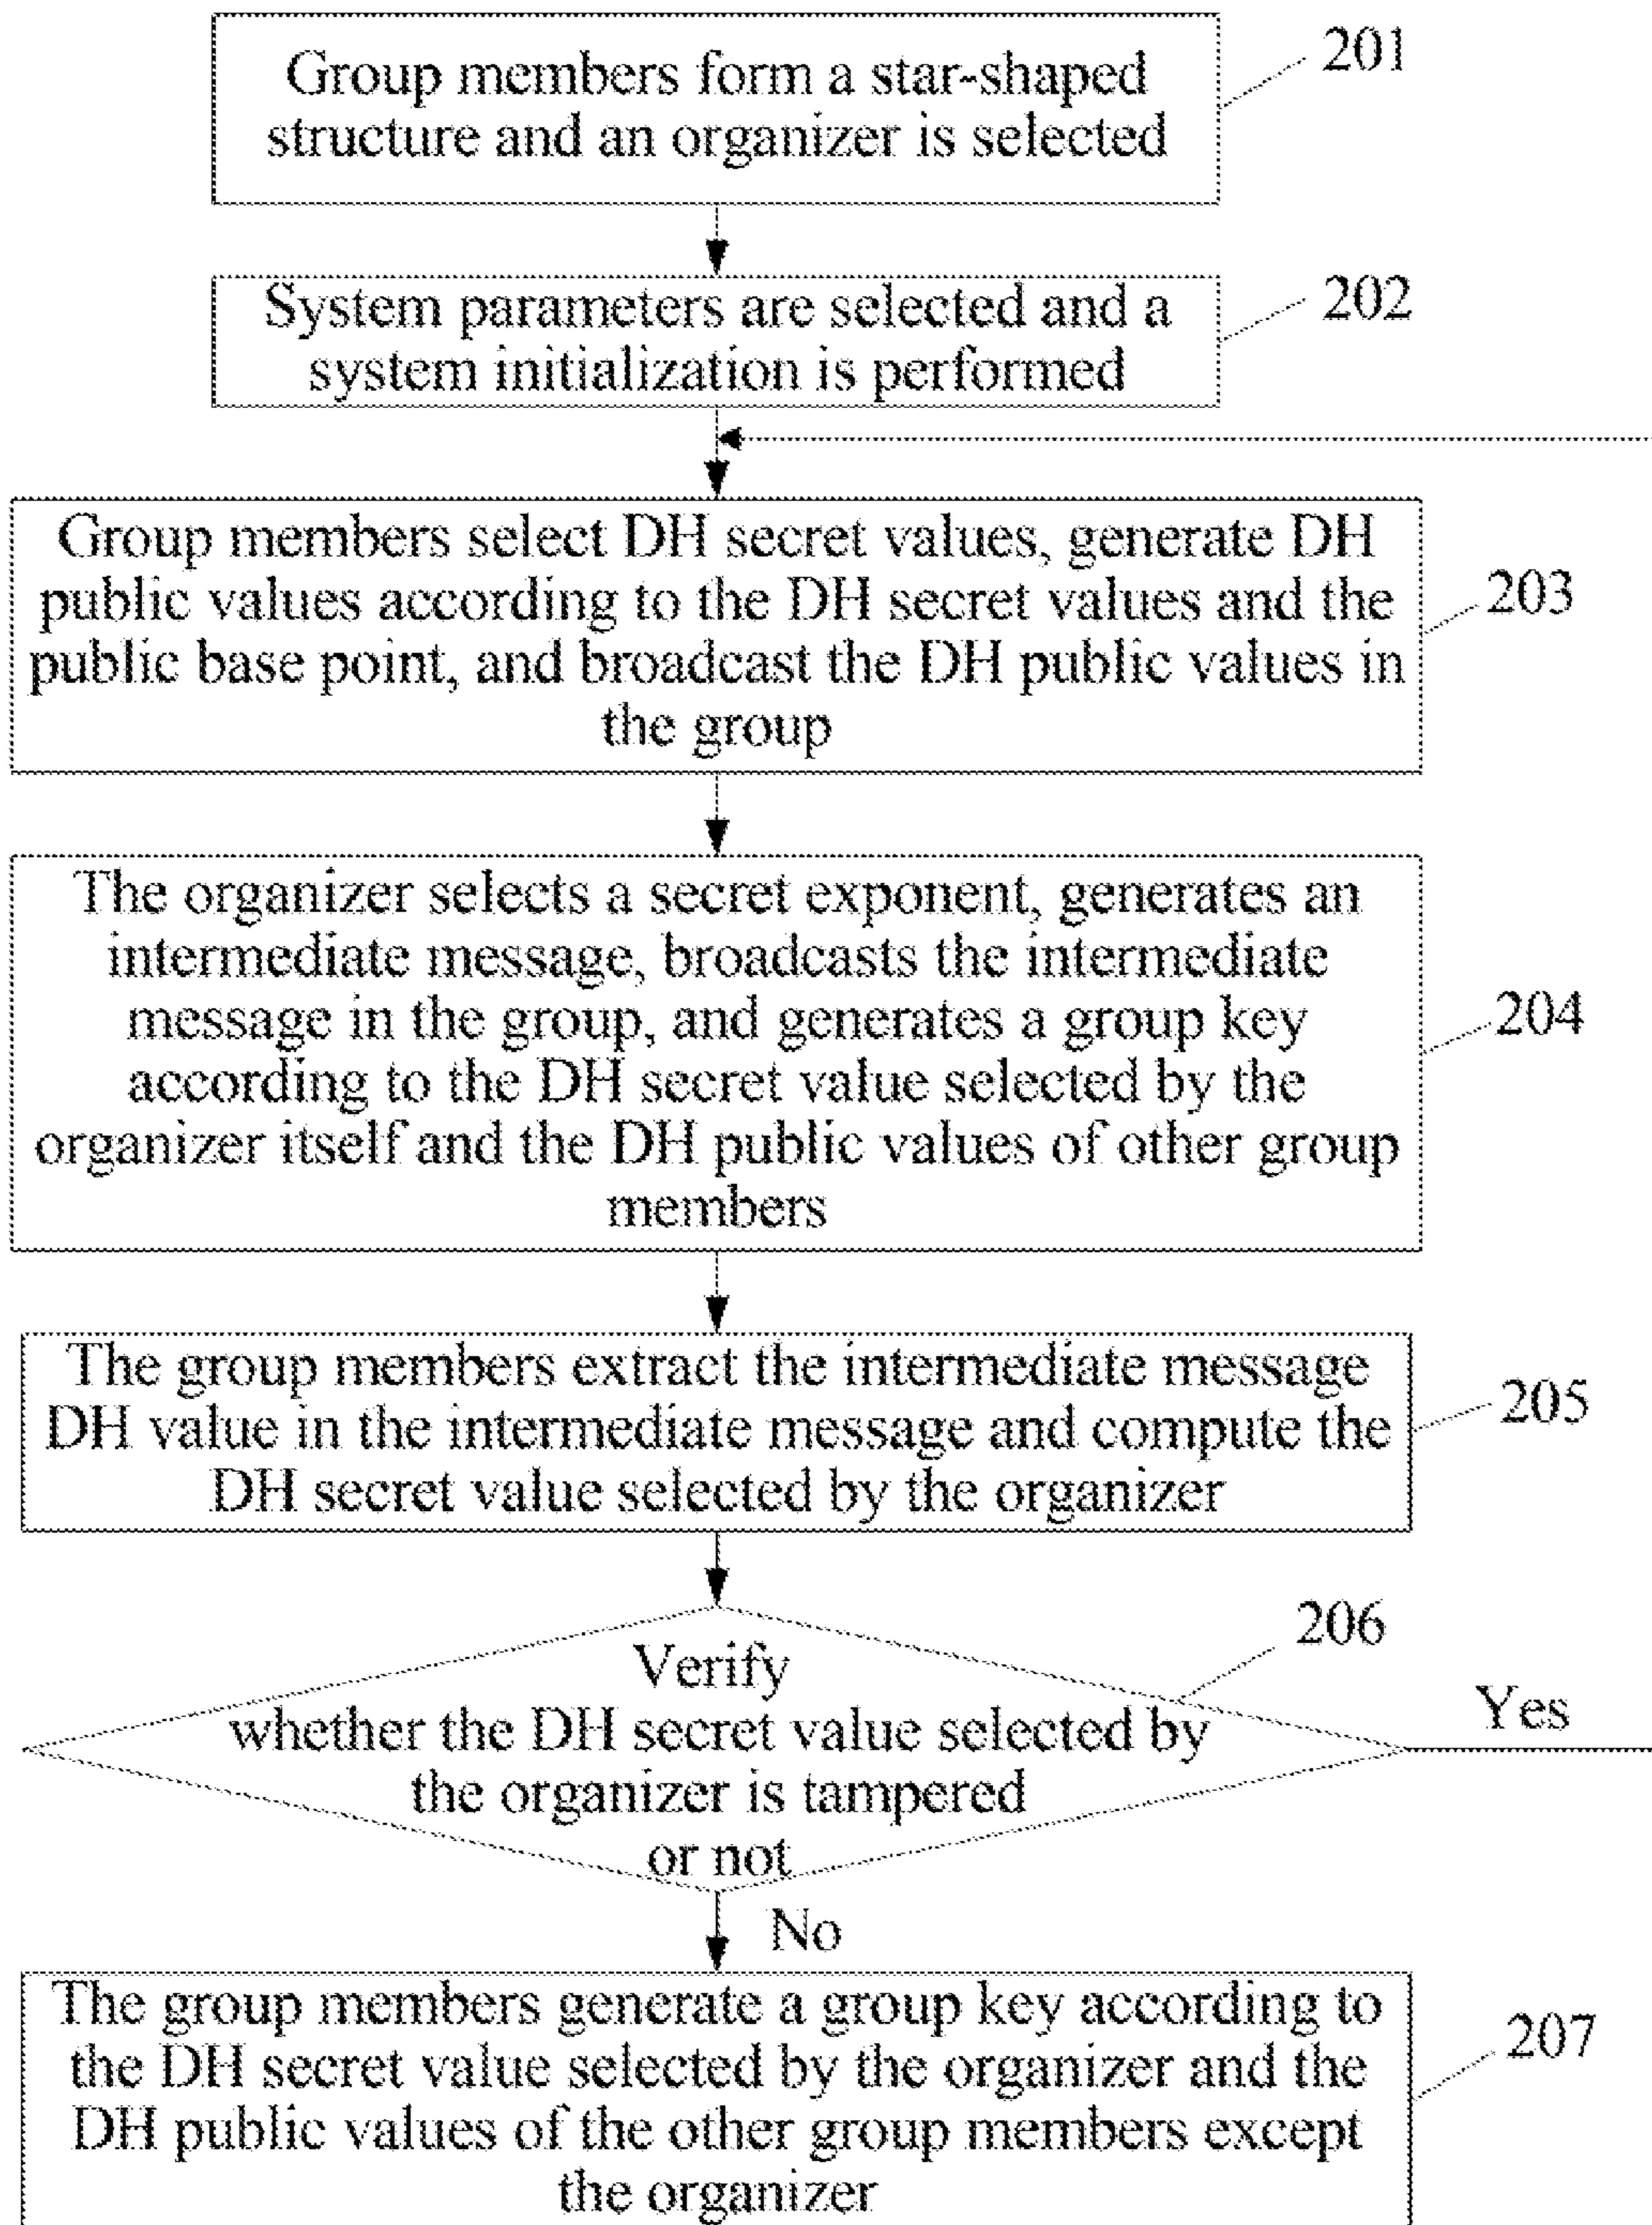 Group members form a star-shaped
structure and an organizer is selected
201
System parameters are selected and a
system initialization is performed
202
Group members select DH secret values, generate DH
public values according to the DH secret values and the
public base point, and broadcast the DH public values in
the group
203
The organizer selects a secret exponent, generates an
intermediate message, broadcasts the intermediate
message in the group, and generates a group key
according to the DH secret value selected by the
organizer itself and the DH public values of other group
members
204
The group members extract the intermediate message
DH value in the intermediate message and compute the
DH secret value selected by the organizer
205
Verify
whether the DH secret value selected by
the organizer is tampered
or not
206
Yes
No
The group members generate a group key according to
the DH secret value selected by the organizer and the
DH public values of the other group members except
the organizer
207